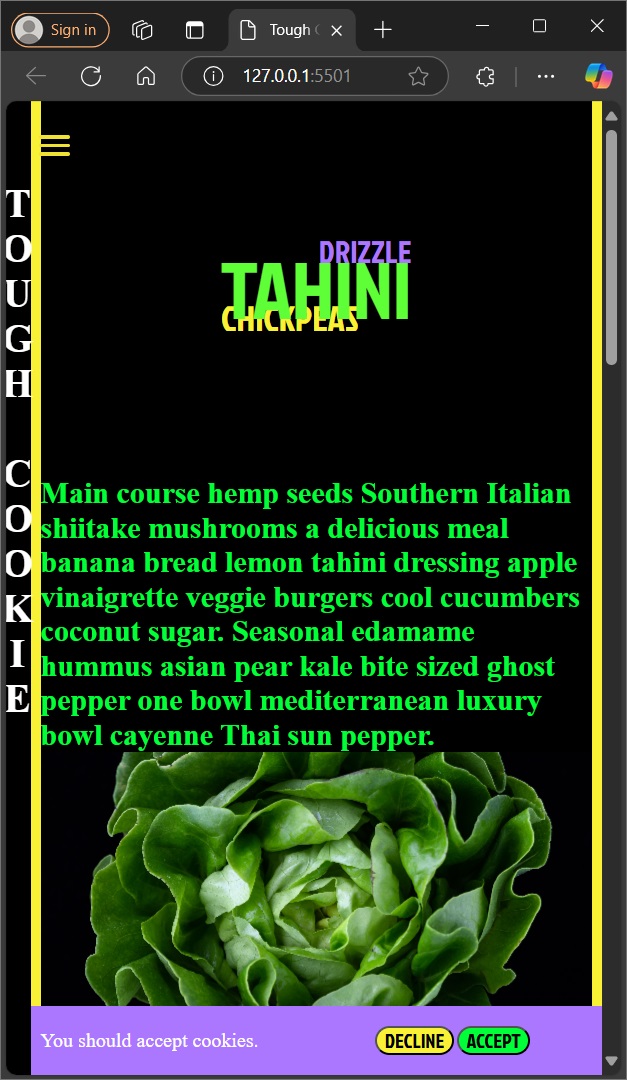 Sign in
Tough
127.0.0.1:5501
TOUGH COOKIE
DRIZZLE
TAHINI
CHICKPEAS
Main course hemp seeds Southern Italian
shiitake mushrooms a delicious meal
banana bread lemon tahini dressing apple
vinaigrette veggie burgers cool cucumbers
coconut sugar. Seasonal edamame
hummus asian pear kale bite sized ghost
pepper one bowl mediterranean luxury
bowl cayenne Thai sun pepper.
You should accept cookies.
DECLINE ACCEPT